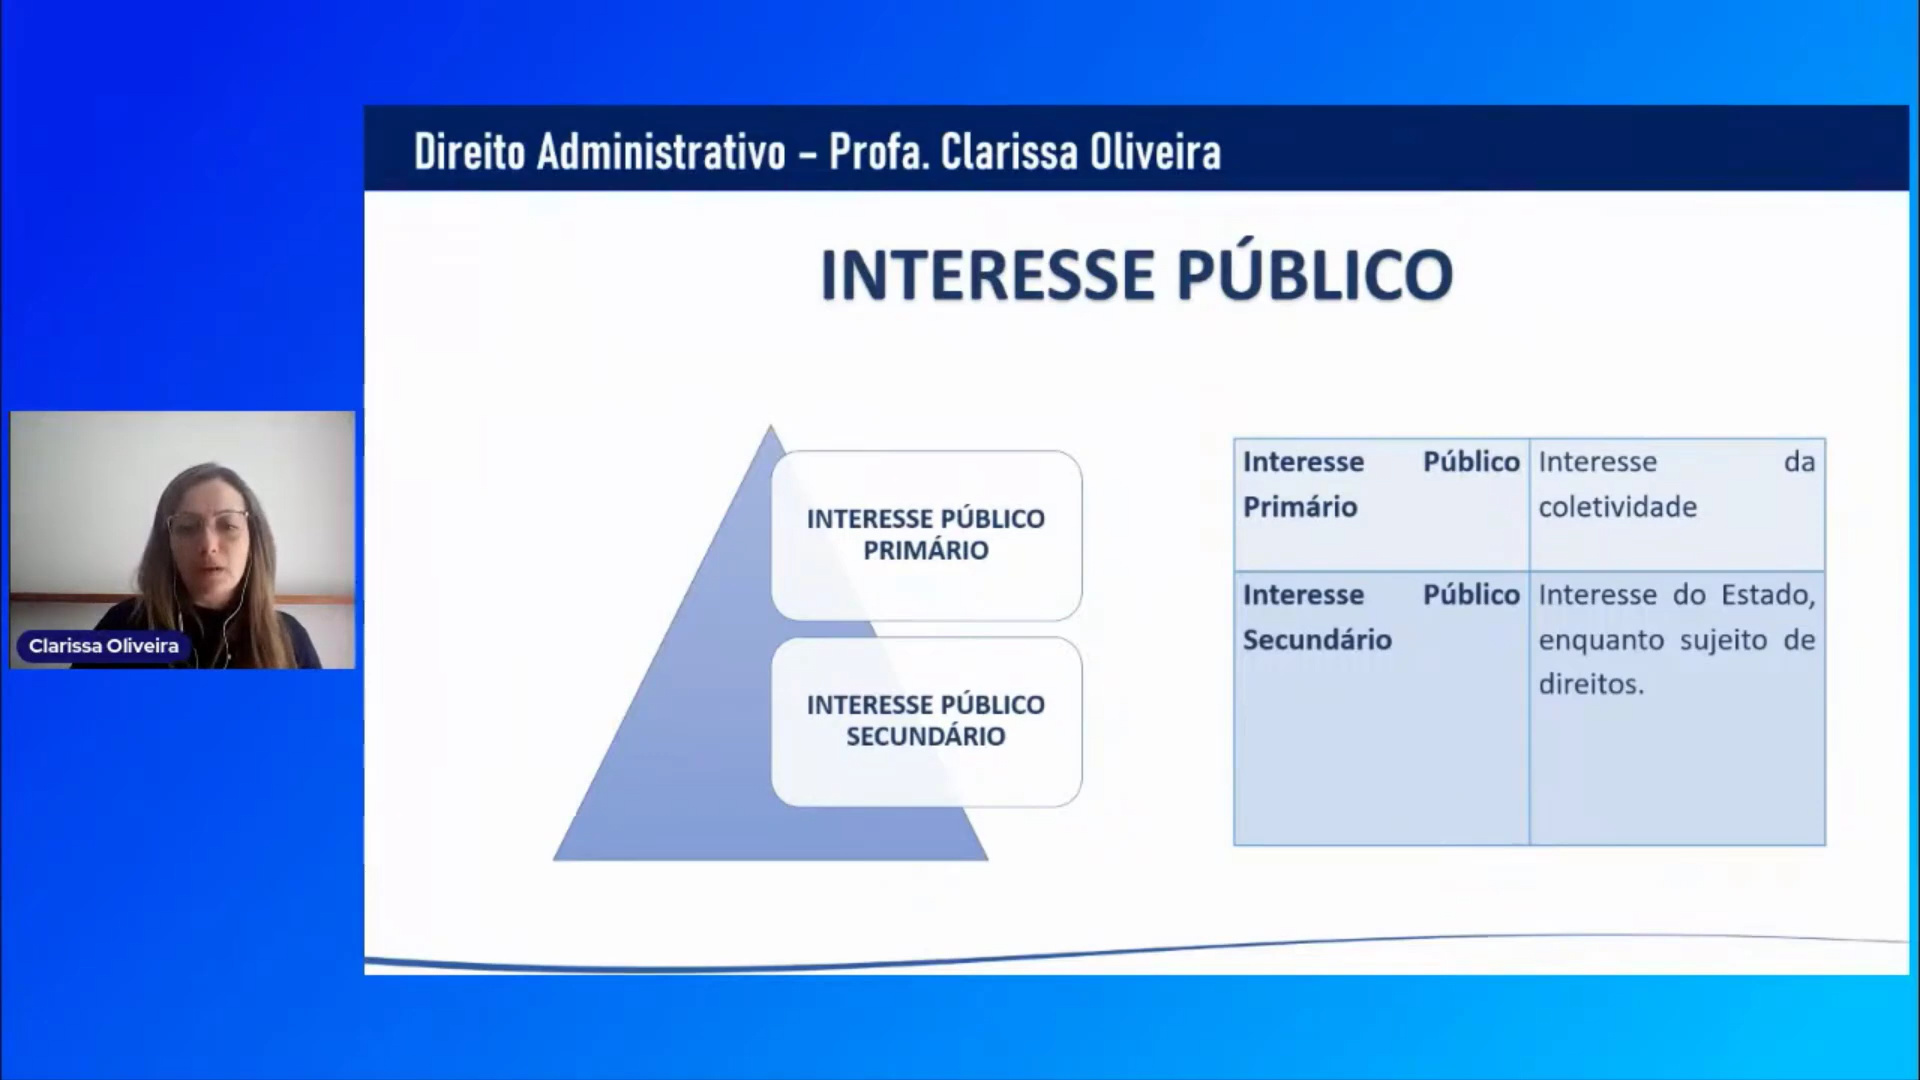 Direito Administrativo – Profa. Clarissa Oliveira
INTERESSE PÚBLICO
INTERESSE PÚBLICO
PRIMÁRIO
INTERESSE PÚBLICO
SECUNDÁRIO
Interesse Público
Primário
Interesse da
coletividade
Interesse Público
Secundário
Interesse do Estado,
enquanto sujeito de
direitos.
Clarissa Oliveira